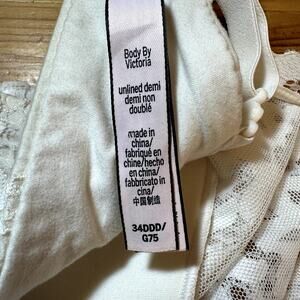 Body By
Victoria
unlined demi
demi non
doublé
made in
china/
fabriqué en
chine/hecho
en china/
fabbricato in
cina/
中国制造
34DDD/
G75